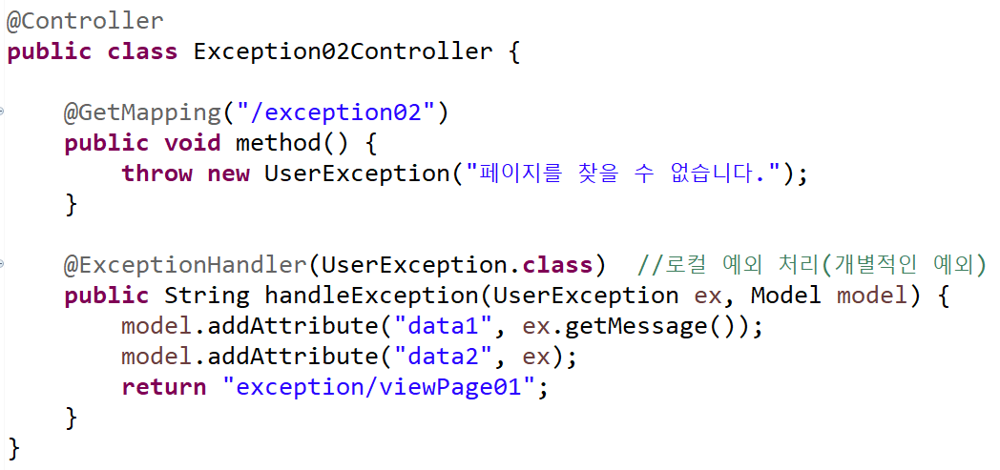 @Controller
public class Exception02Controller {
@GetMapping("/exception02")
public void method() {
throw new UserException("페이지를 찾을 수 없습니다.");
}
@ExceptionHandler(UserException.class) //로컬 예외 처리(개별적인 예외)
public String handleException(UserException ex, Model model) {
model.addAttribute("data1", ex.getMessage());
model.addAttribute("data2", ex);
return "exception/viewPage01";
}
}